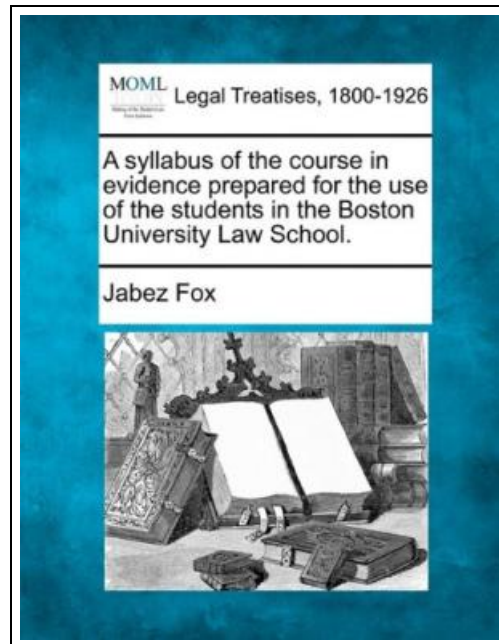 MOML
Legal Treatises, 1800-1926
A syllabus of the course in
evidence prepared for the use
of the students in the Boston
University Law School.
Jabez Fox